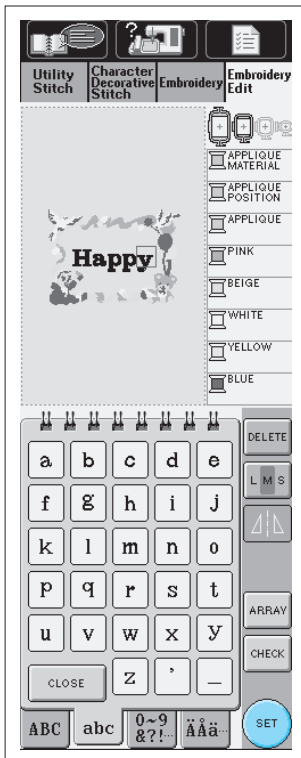 Utility
Stitch
Character
Decorative
Stitch
Embroidery
Embroidery
Edit
APPLIQUE
MATERIAL
APPLIQUE
POSITION
APPLIQUE
PINK
BEIGE
WHITE
YELLOW
BLUE
Happy
DELETE
a b c d e
L M S
f g h i j
k l m n o
p q r s t
ARRAY
u v w x y
CHECK
CLOSE z ’ _
ABC abc 0~9
&?!... ÄÅä...
SET